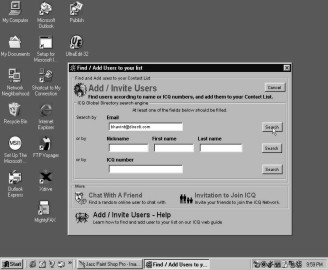 My Computer
Microsoft Outlook
Publish
My Documents
Setup for Microsoft I...
UltraEdit 32
Network Neighborhood
Shortcut to My Connection
Recycle Bin
Internet Explorer
Set Up The Microsoft...
FTP Voyager
Outlook Express
Xdrive
MightyFAX
Find / Add Users to your list
Find and Add users to your Contact List
Add / Invite Users
Cancel
Find users according to name or ICQ numbers, and add them to your Contact List.
ICQ Global Directory search engine
At least one of the fields below should be filled.
Search by
Email
Search
or by
Nickname
First name
Last name
Search
or by
ICQ number
Search
More
Chat With A Friend
Find a random online user to chat with.
Invitation to Join ICQ
Invite your friends to join the ICQ Network.
Add / Invite Users - Help
Learn how to find and add user to your list on our ICQ web guide
Start
Jasc Paint Shop Pro - Ima...
Find / Add Users to y...
9:59 PM